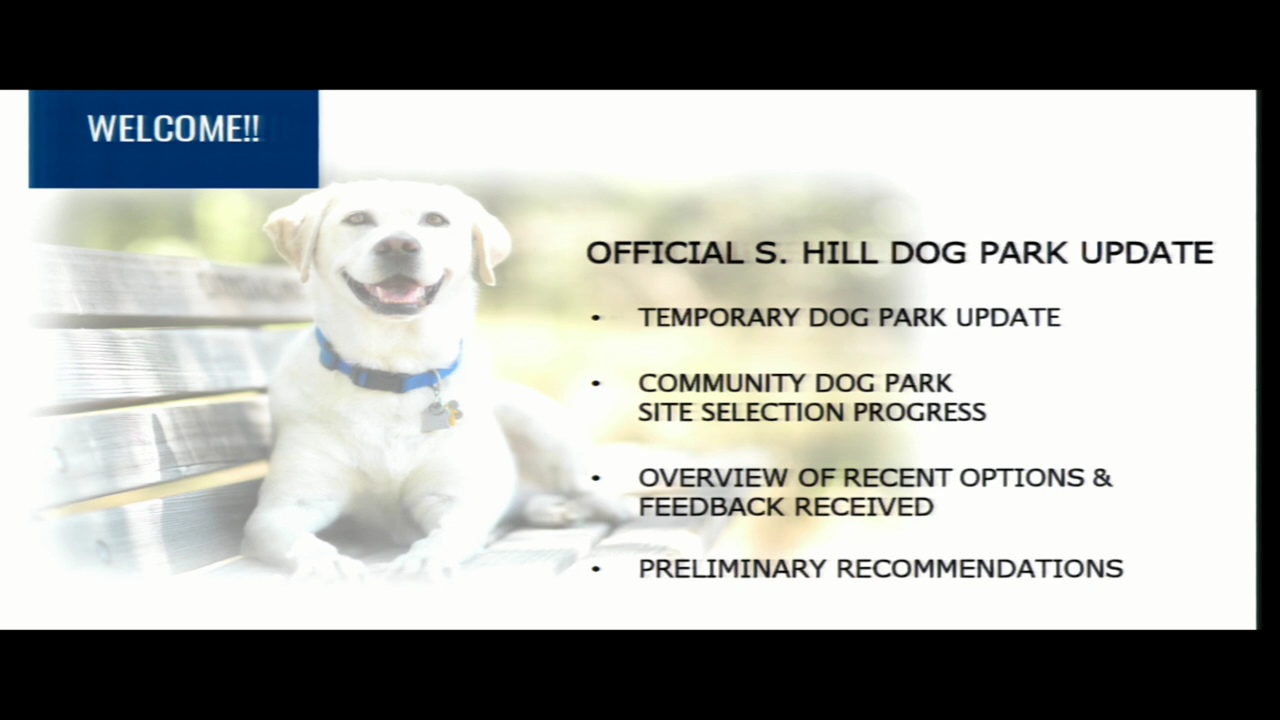 WELCOME!!
OFFICIAL S. HILL DOG PARK UPDATE
• TEMPORARY DOG PARK UPDATE
• COMMUNITY DOG PARK
SITE SELECTION PROGRESS
• OVERVIEW OF RECENT OPTIONS &
FEEDBACK RECEIVED
• PRELIMINARY RECOMMENDATIONS